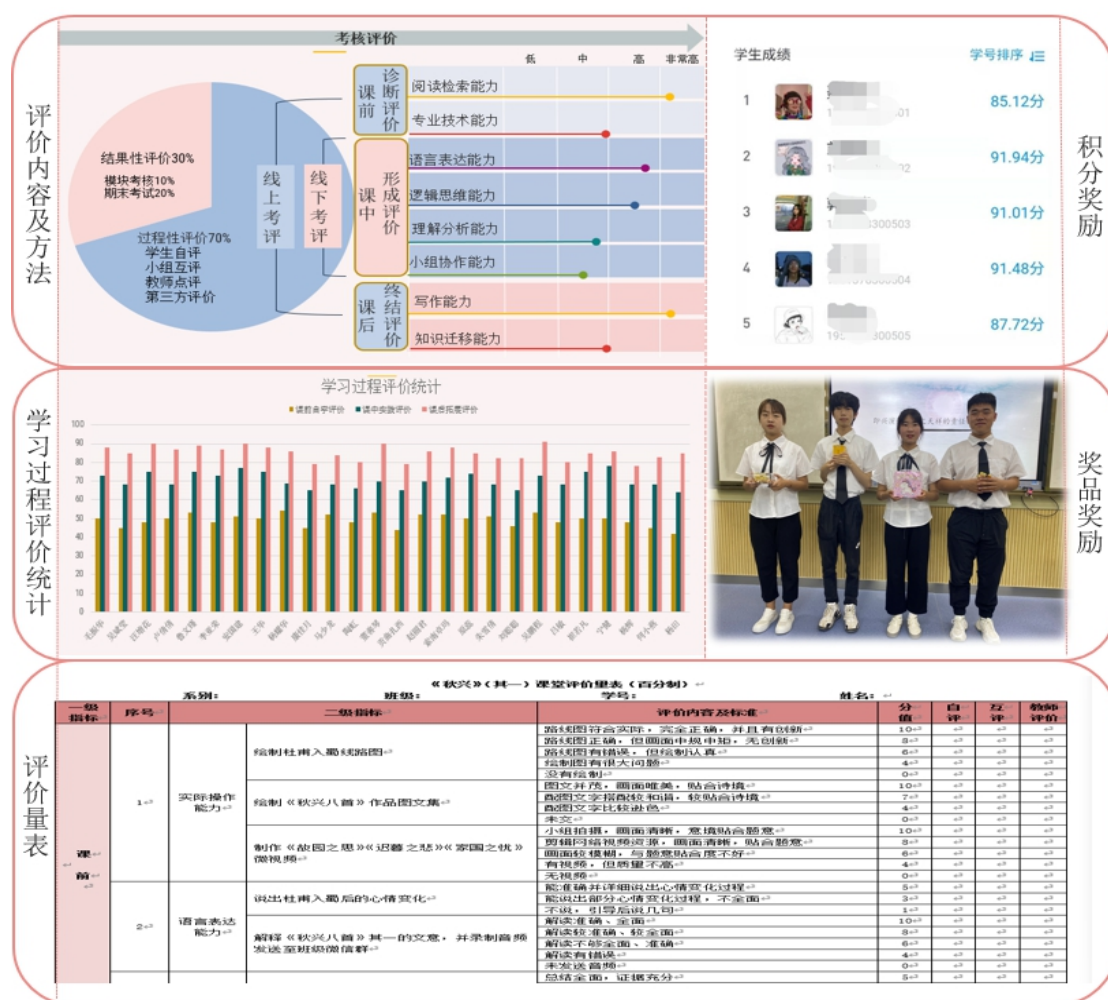 考核评价
低 中 高 非常高
评价内容及方法
结果性评价30%
模块考核10%
期末考试20%
过程性评价70%
学生自评
小组互评
教师点评
第三方评价
线上考评
线下考评
课前 诊断评价
阅读检索能力
专业技术能力
课中 形成评价
语言表达能力
逻辑思维能力
理解分析能力
小组协作能力
课后 终结评价
写作能力
知识迁移能力
学生成绩 学号排序
1 85.12分
2 91.94分
3 91.01分
300503
4 91.48分
5 87.72分
300505
积分奖励
学习过程评价统计
学习过程评价统计
课前自学评价 课中实践评价 课后拓展评价
100
90
80
70
60
50
40
30
20
10
0
奖品奖励
评价量表
《秋兴》(其一)课堂评价量表(百分制)
系别: 班级: 学号: 姓名:
一级指标 序号 二级指标 评价内容及标准 分值 自评 互评 教师评价
课前
1 实际操作能力
绘制杜甫入蜀线路图
路线图符合实际,完全正确,并且有创新 10
路线图正确,但画面中规中矩,无创新 8
路线图有错误,但绘制认真 6
绘制图有很大问题 4
没有绘制 0
绘制《秋兴八首》作品图文集
图文并茂,画面唯美,贴合诗境 10
配图文字搭配较和谐,较贴合诗境 7
配图文字比较逊色 4
未交 0
制作《故园之思》《迟暮之悲》《家国之忧》微视频
小组拍摄,画面清晰,意境贴合题意 10
剪辑网络视频资源,画面清晰,贴合题意 8
画面较模糊,与题意贴合度不好 6
有视频,但质量不高 4
无视频 0
2 语言表达能力
说出杜甫入蜀后的心情变化
能准确并详细说出心情变化过程 5
能说出部分心情变化过程,不全面 3
不说,引导后说几句 1
解释《秋兴八首》其一的文意,并录制音频发送至班级微信群
解读准确、全面 10
解读较准确、较全面 8
解读不够全面、准确 6
解读有错误 4
未发送音频 0
总结全面,证据充分 5